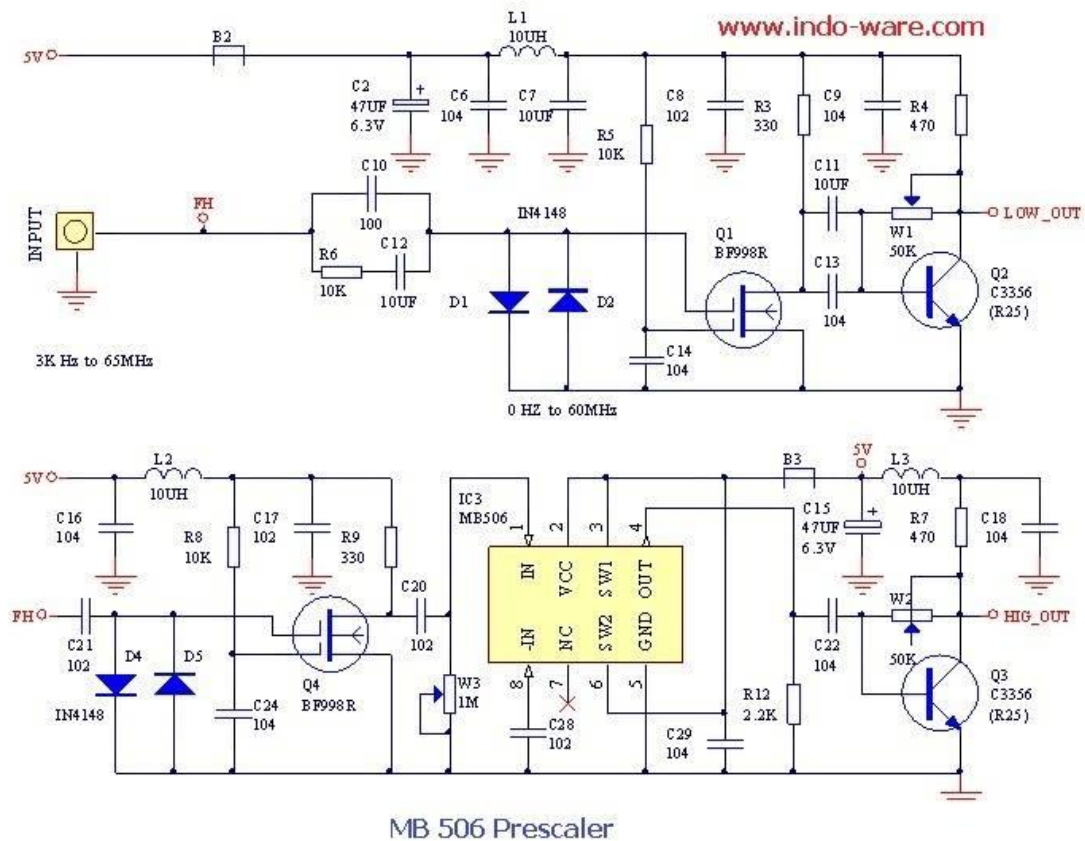 www.indo-ware.com
5V
B2
L1
10UH
C2
47UF
6.3V
+
C6
104
C7
10UF
R5
10K
C8
102
R3
330
C9
104
R4
470
C11
10UF
W1
50K
LOW_OUT
INPUT
FH
C10
100
R6
10K
C12
10UF
IN4148
D1
D2
Q1
BF998R
C13
104
Q2
C3356
(R25)
C14
104
3K Hz to 65MHz
0 HZ to 60MHz
5V
L2
10UH
C16
104
R8
10K
C17
102
R9
330
IC3
MB506
1
2
3
4
IN
VCC
SW1
OUT
-IN
NC
SW2
GND
8
7
6
5
B3
5V
L3
10UH
C15
47UF
6.3V
+
R7
470
C18
104
FH
C21
102
D4
D5
IN4148
C24
104
Q4
BF998R
C20
102
W3
1M
C28
102
C29
104
R12
2.2K
C22
104
W2
50K
HIG_OUT
Q3
C3356
(R25)
MB 506 Prescaler